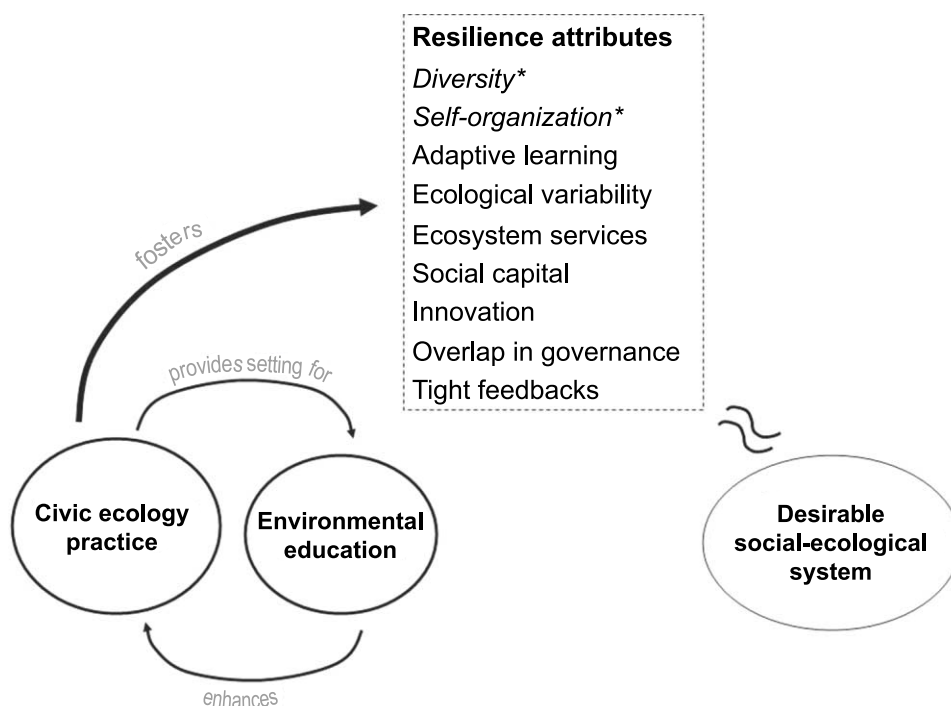 Resilience attributes
Diversity*
Self-organization*
Adaptive learning
Ecological variability
Ecosystem services
Social capital
Innovation
Overlap in governance
Tight feedbacks
fosters
provides setting for
Civic ecology
practice
Environmental
education
enhances
Desirable
social-ecological
system